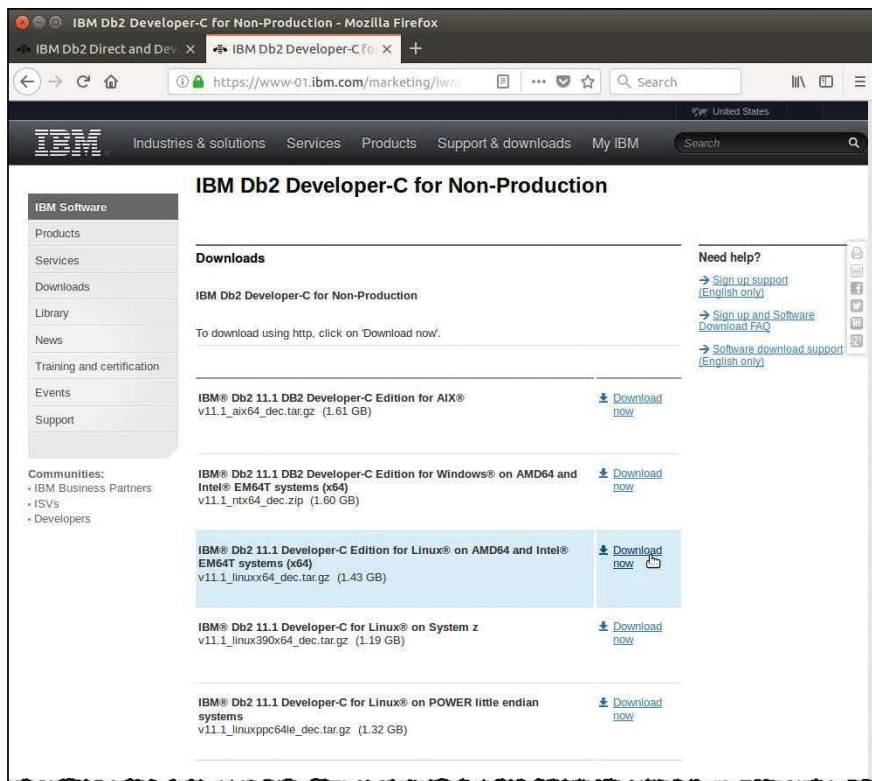 IBM Db2 Developer-C for Non-Production - Mozilla Firefox
IBM Db2 Direct and Dev
IBM Db2 Developer-C fo
https://www-01.ibm.com/marketing/iwm
Search
United States
IBM
Industries & solutions
Services
Products
Support & downloads
My IBM
Search
IBM Db2 Developer-C for Non-Production
IBM Software
Products
Services
Downloads
Library
News
Training and certification
Events
Support
Communities:
IBM Business Partners
ISVs
Developers
Downloads
IBM Db2 Developer-C for Non-Production
To download using http, click on 'Download now'.
IBM® Db2 11.1 DB2 Developer-C Edition for AIX®
v11.1_aix64_dec.tar.gz (1.61 GB)
Download
now
IBM® Db2 11.1 DB2 Developer-C Edition for Windows® on AMD64 and
Intel® EM64T systems (x64)
v11.1_ntx64_dec.zip (1.60 GB)
Download
now
IBM® Db2 11.1 Developer-C Edition for Linux® on AMD64 and Intel®
EM64T systems (x64)
v11.1_linuxx64_dec.tar.gz (1.43 GB)
Download
now
IBM® Db2 11.1 Developer-C for Linux® on System z
v11.1_linux390x64_dec.tar.gz (1.19 GB)
Download
now
IBM® Db2 11.1 Developer-C for Linux® on POWER little endian
systems
v11.1_linuxppc64le_dec.tar.gz (1.32 GB)
Download
now
Need help?
Sign up support
(English only)
Sign up and Software
Download FAQ
Software download support
(English only)